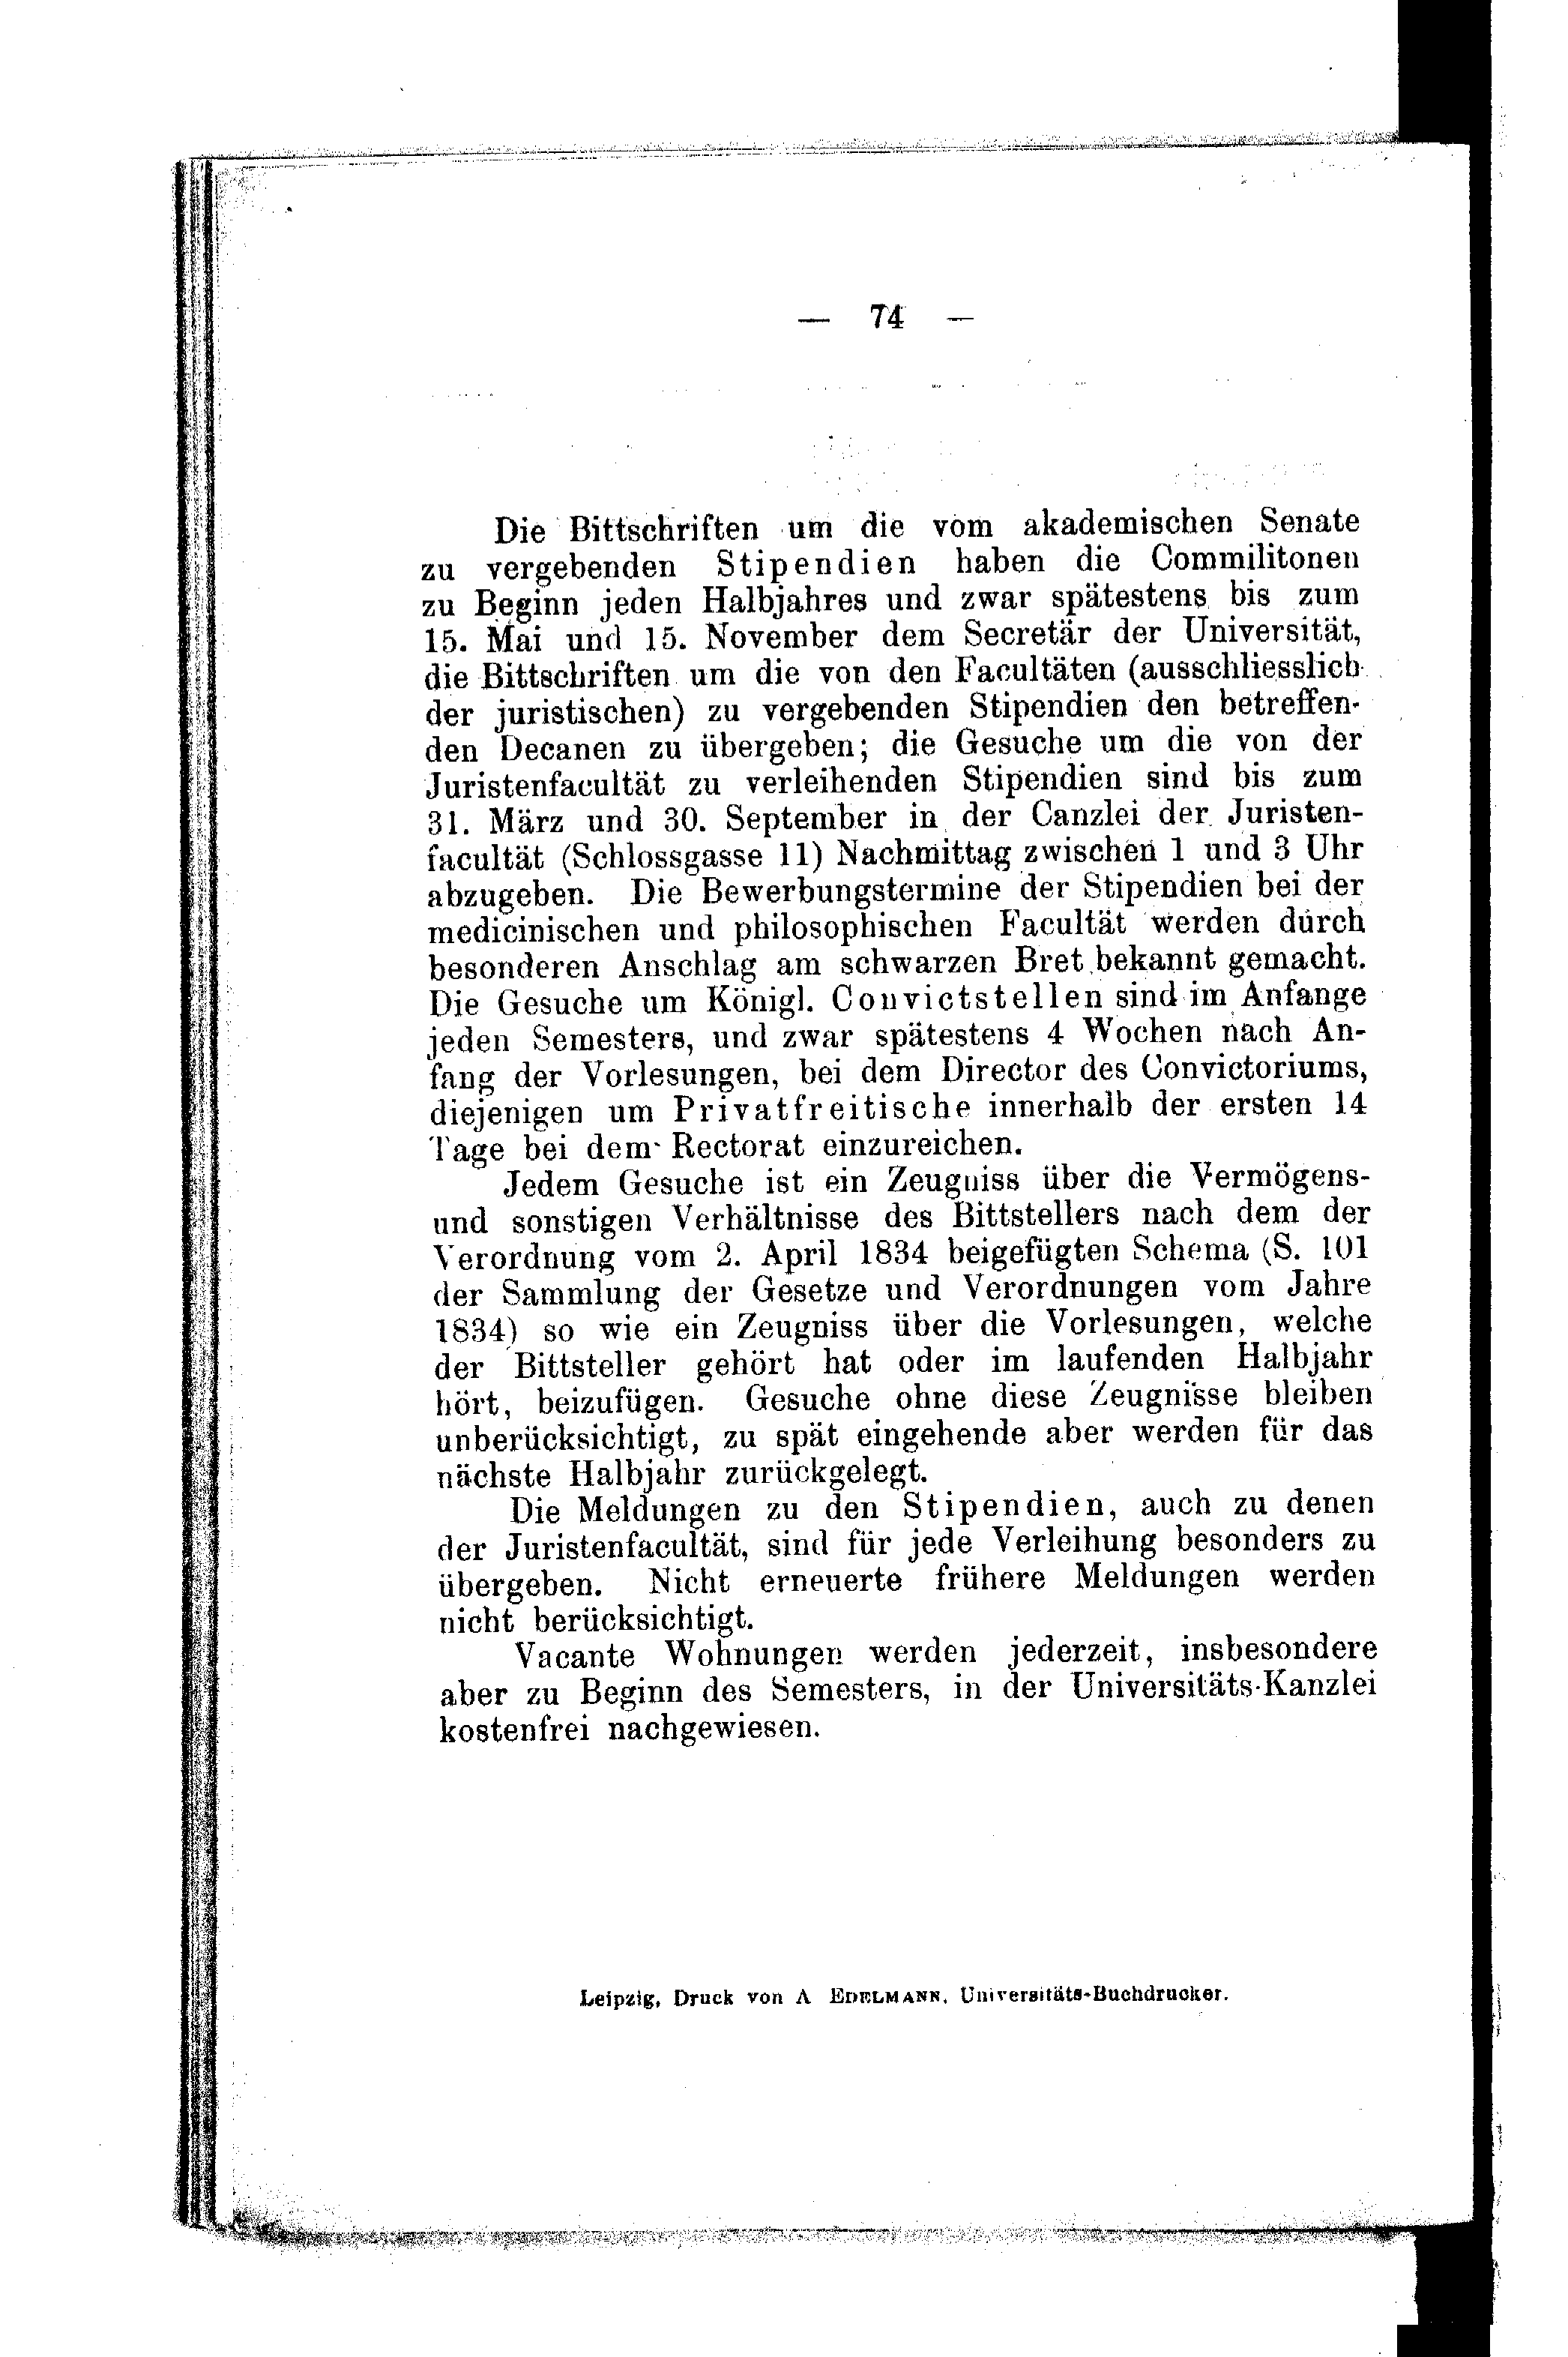 — 74 —
Die Bittschriften um die vom akademischen Senate
zu vergebenden Stipendien haben die Commilitonen
zu Beginn jeden Halbjahres und zwar spätestens bis zum
15. Mai und 15. November dem Secretär der Universität,
die Bittschriften um die von den Facultäten (ausschliesslich
der juristischen) zu vergebenden Stipendien den betreffen-
den Decanen zu übergeben; die Gesuche um die von der
Juristenfacultät zu verleihenden Stipendien sind bis zum
31. März und 30. September in der Canzlei der Juristen-
facultät (Schlossgasse 11) Nachmittag zwischen 1 und 3 Uhr
abzugeben. Die Bewerbungstermine der Stipendien bei der
medicinischen und philosophischen Facultät werden durch
besonderen Anschlag am schwarzen Bret bekannt gemacht.
Die Gesuche um Königl. Convictstellen sind im Anfange
jeden Semesters, und zwar spätestens 4 Wochen nach An-
fang der Vorlesungen, bei dem Director des Convictoriums,
diejenigen um Privatfreitische innerhalb der ersten 14
Tage bei dem Rectorat einzureichen.
Jedem Gesuche ist ein Zeugniss über die Vermögens-
und sonstigen Verhältnisse des Bittstellers nach dem der
Verordnung vom 2. April 1834 beigefügten Schema (S. 101
der Sammlung der Gesetze und Verordnungen vom Jahre
1834) so wie ein Zeugniss über die Vorlesungen, welche
der Bittsteller gehört hat oder im laufenden Halbjahr
hört, beizufügen. Gesuche ohne diese Zeugnisse bleiben
unberücksichtigt, zu spät eingehende aber werden für das
nächste Halbjahr zurückgelegt.
Die Meldungen zu den Stipendien, auch zu denen
der Juristenfacultät, sind für jede Verleihung besonders zu
übergeben. Nicht erneuerte frühere Meldungen werden
nicht berücksichtigt.
Vacante Wohnungen werden jederzeit, insbesondere
aber zu Beginn des Semesters, in der Universitäts-Kanzlei
kostenfrei nachgewiesen.
Leipzig, Druck von A EDELMANN, Universitäts-Buchdrucker.